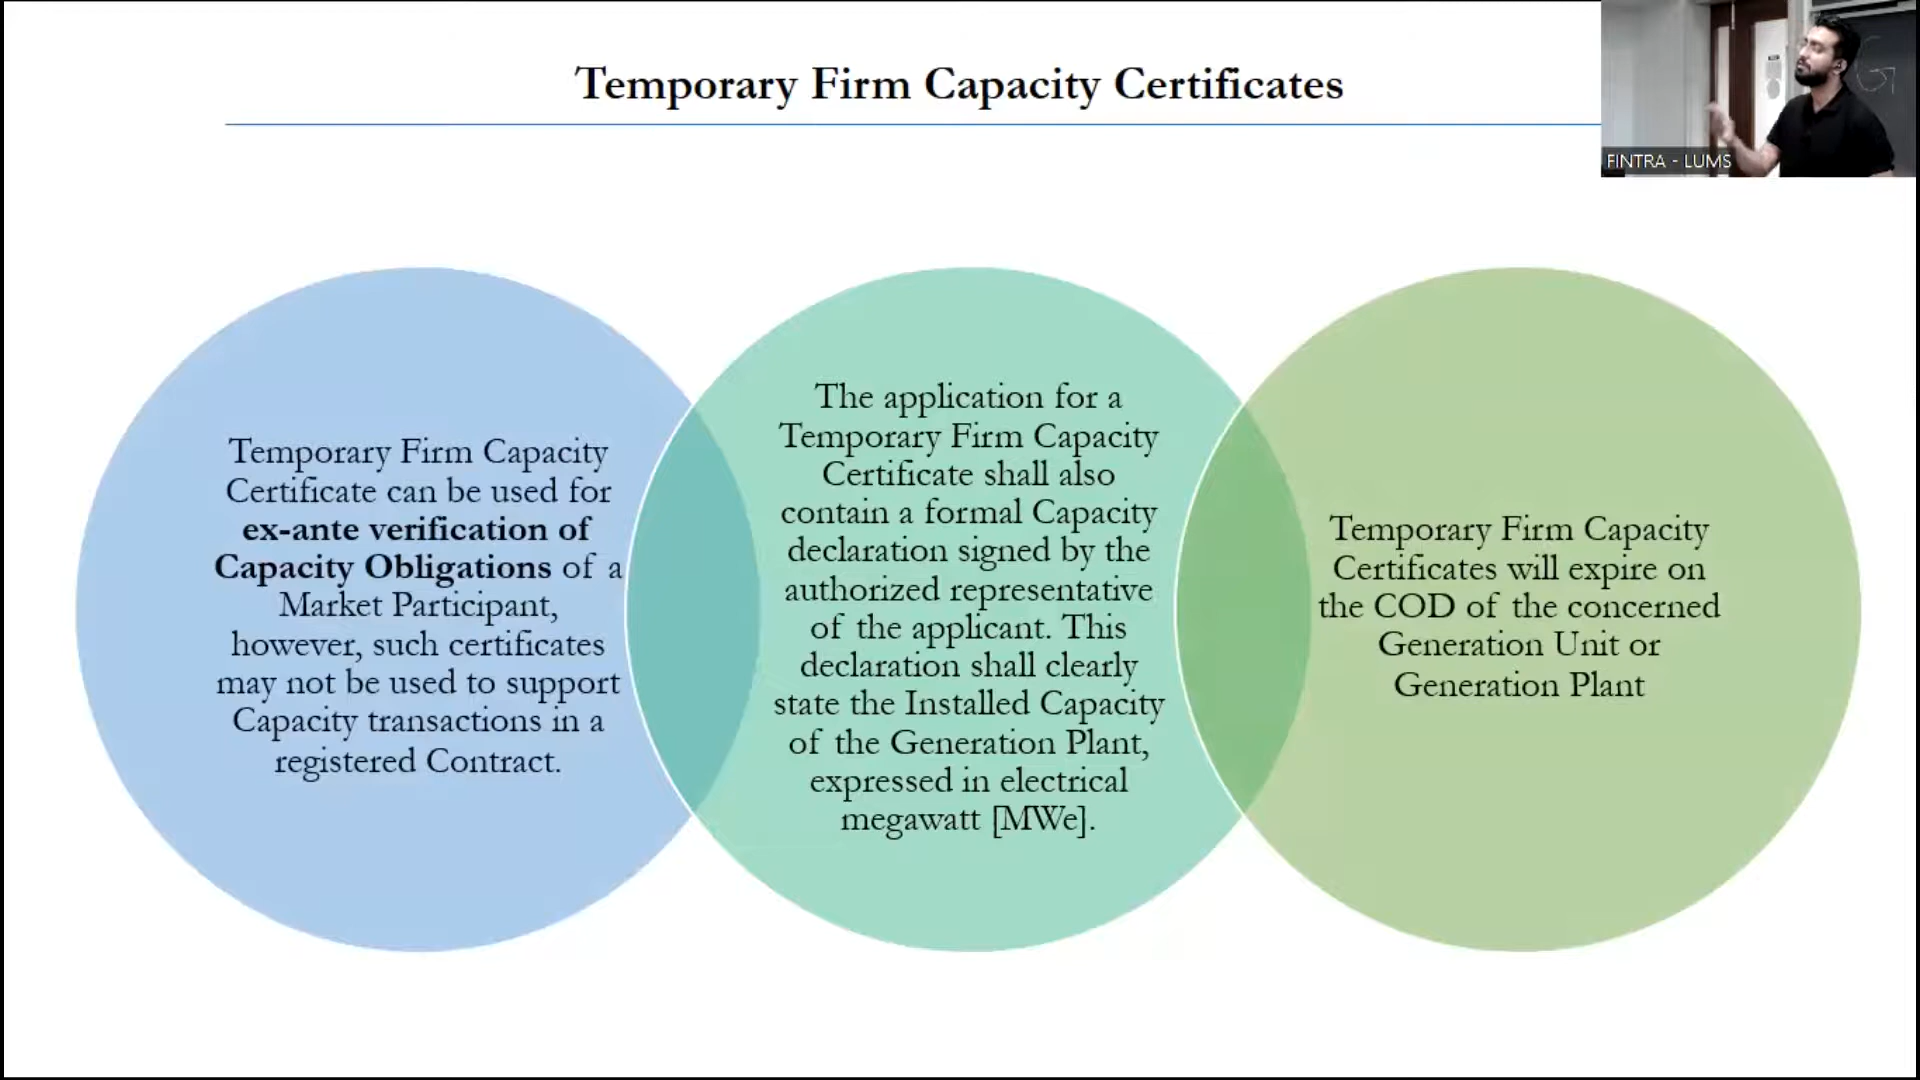 Temporary Firm Capacity Certificates
FINTRA - LUMS
Temporary Firm Capacity
Certificate can be used for
ex-ante verification of
Capacity Obligations of a
Market Participant,
however, such certificates
may not be used to support
Capacity transactions in a
registered Contract.
The application for a
Temporary Firm Capacity
Certificate shall also
contain a formal Capacity
declaration signed by the
authorized representative
of the applicant. This
declaration shall clearly
state the Installed Capacity
of the Generation Plant,
expressed in electrical
megawatt [MWe].
Temporary Firm Capacity
Certificates will expire on
the COD of the concerned
Generation Unit or
Generation Plant